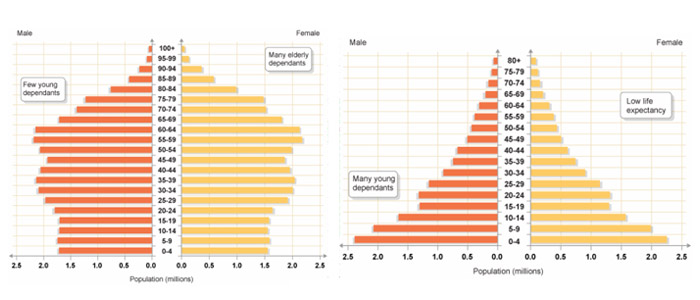 Male
Female
100+
95-99
90-94
85-89
80-84
75-79
70-74
65-69
60-64
55-59
50-54
45-49
40-44
35-39
30-34
25-29
20-24
15-19
10-14
5-9
0-4
Few young
dependants
Many elderly
dependants
2.5 2.0 1.5 1.0 0.5 0.0 0.0 0.5 1.0 1.5 2.0 2.5
Population (millions)
Male
Female
80+
75-79
70-74
65-69
60-64
55-59
50-54
45-49
40-44
35-39
30-34
25-29
20-24
15-19
10-14
5-9
0-4
Low life
expectancy
Many young
dependants
2.5 2.0 1.5 1.0 0.5 0.0 0.0 0.5 1.0 1.5 2.0 2.5
Population (millions)